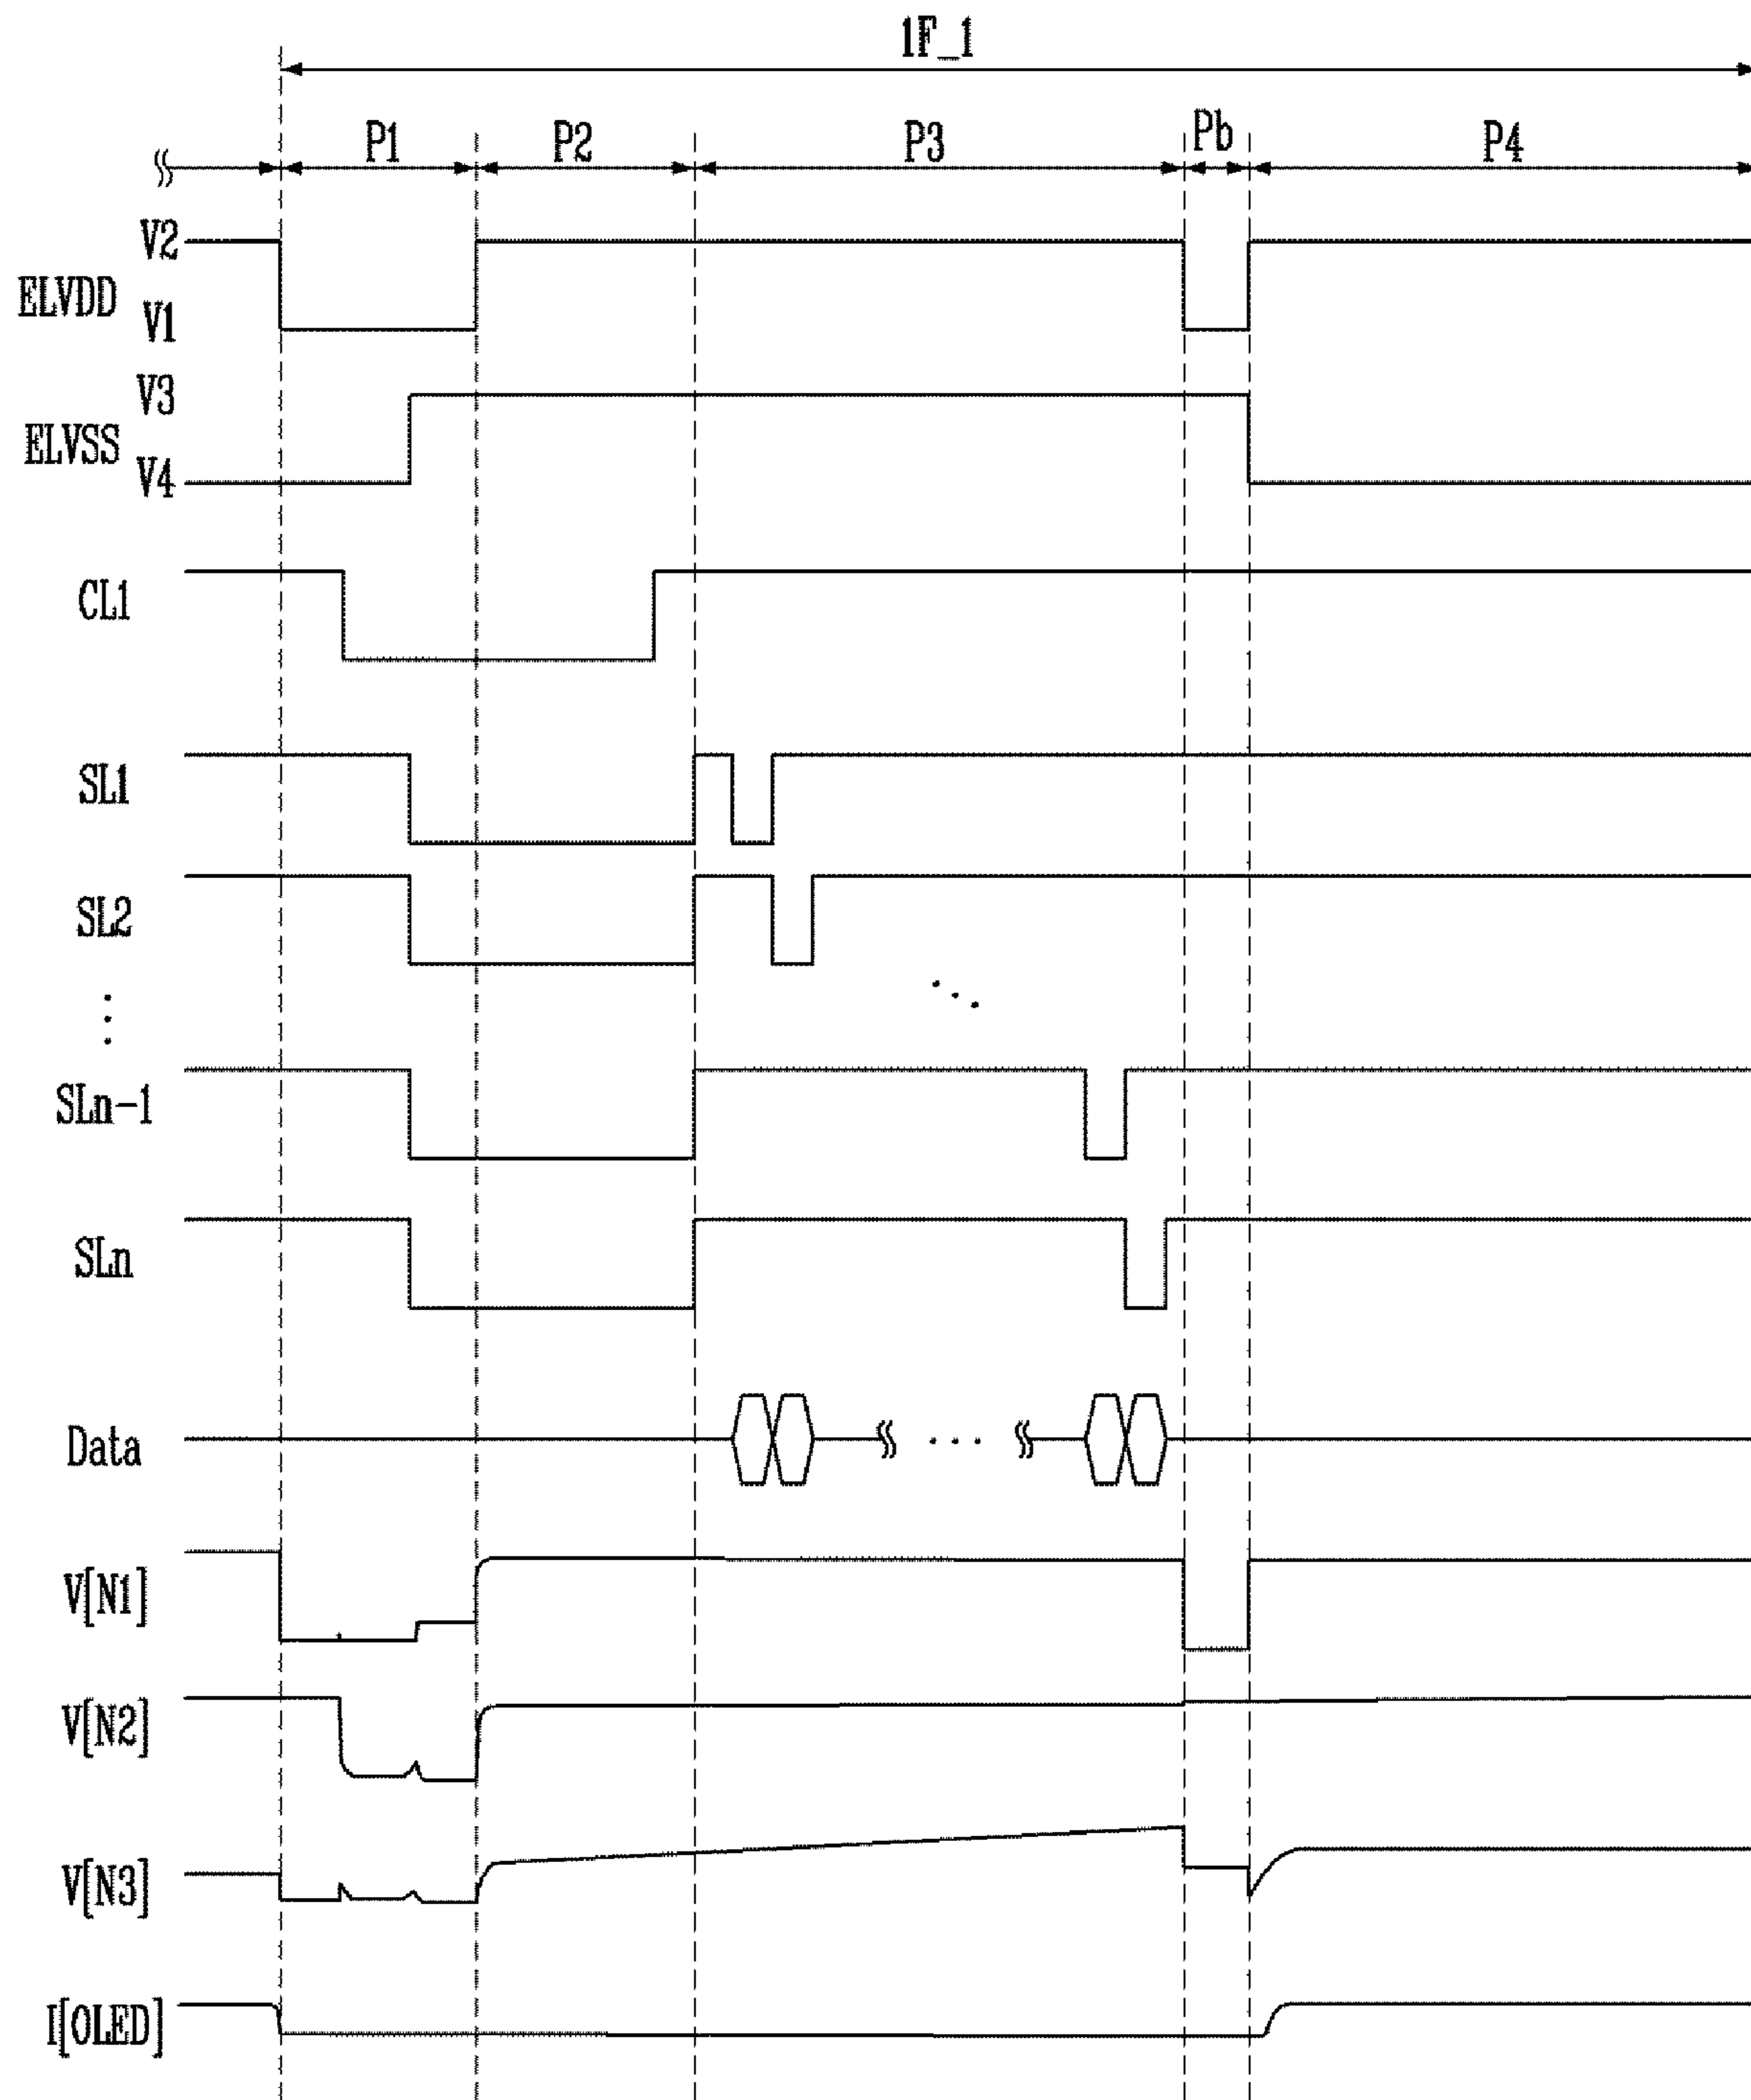 1F_1
P1 P2 P3 Pb P4
V2
ELVDD
V1
V3
ELVSS
V4
CL1
SL1
SL2
SLn-1
SLn
Data
V[N1]
V[N2]
V[N3]
I[OLED]